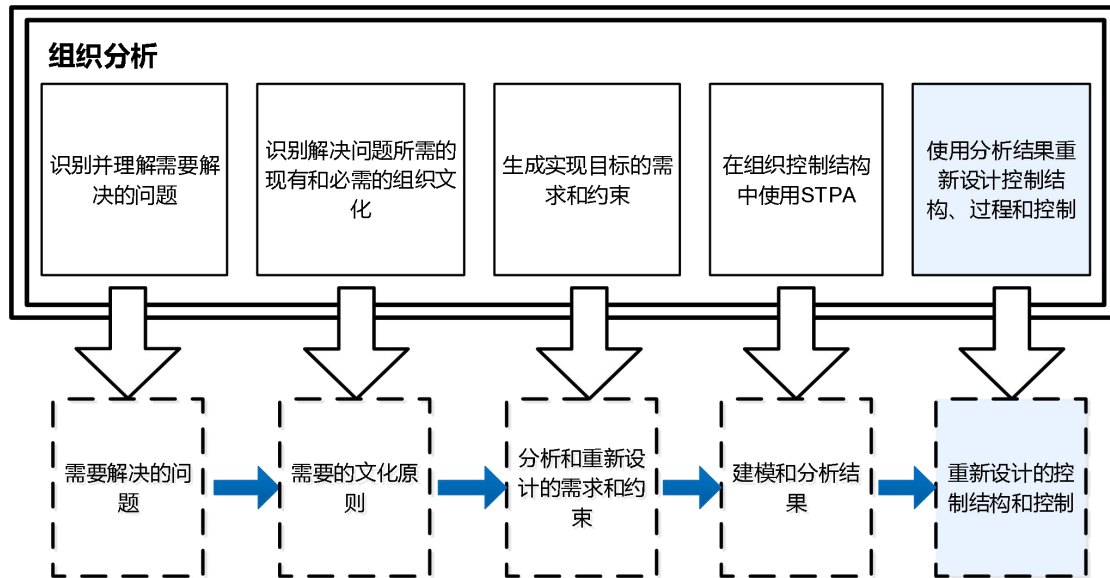 组织分析
识别并理解需要解
决的问题
识别解决问题所需的
现有和必需的组织文
化
生成实现目标的需
求和约束
在组织控制结构
中使用STPA
使用分析结果重
新设计控制结
构、过程和控制
需要解决的问
题
需要的文化原
则
分析和重新设
计的需求和约
束
建模和分析结
果
重新设计的控
制结构和控制